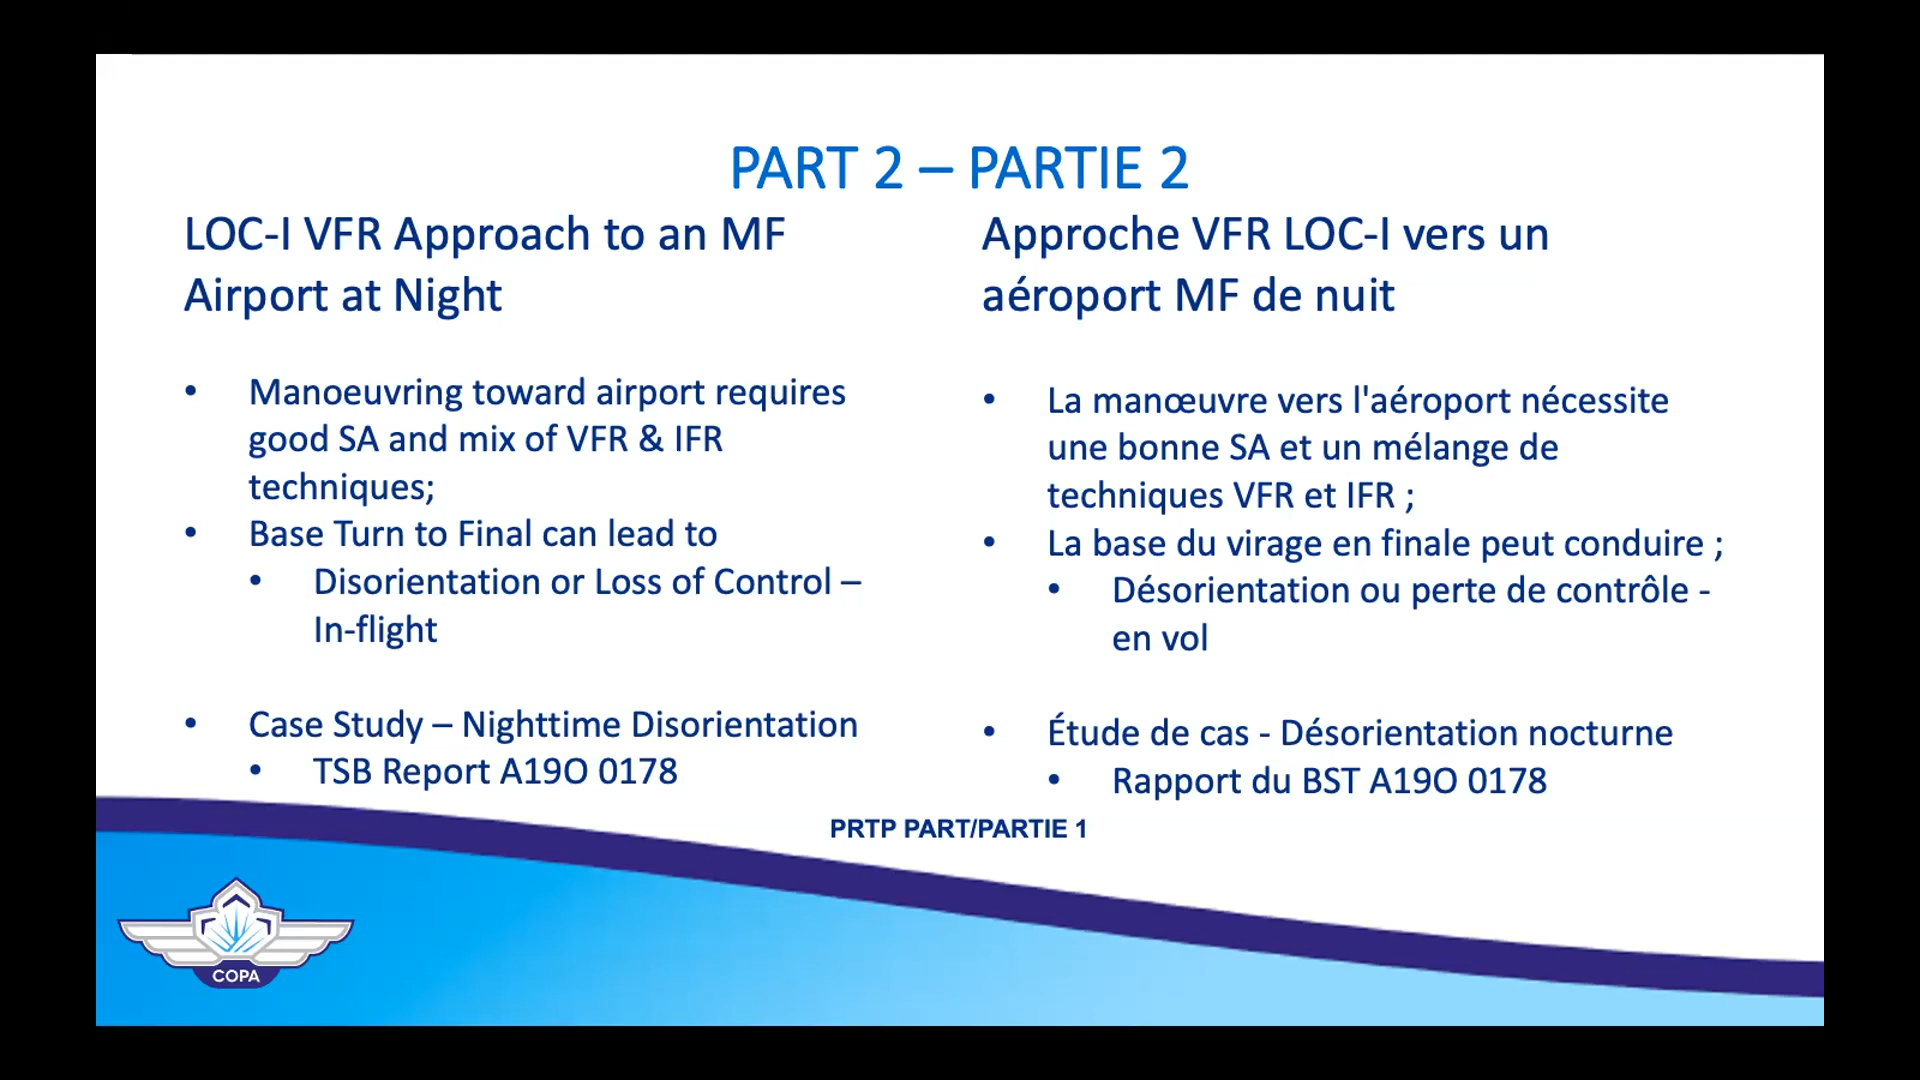 PART 2 – PARTIE 2
LOC-I VFR Approach to an MF
Airport at Night
• Manoeuvring toward airport requires
good SA and mix of VFR & IFR
techniques;
• Base Turn to Final can lead to
• Disorientation or Loss of Control –
In-flight
• Case Study – Nighttime Disorientation
• TSB Report A19O 0178
Approche VFR LOC-I vers un
aéroport MF de nuit
• La manœuvre vers l'aéroport nécessite
une bonne SA et un mélange de
techniques VFR et IFR ;
• La base du virage en finale peut conduire ;
• Désorientation ou perte de contrôle -
en vol
• Étude de cas - Désorientation nocturne
• Rapport du BST A19O 0178
PRTP PART/PARTIE 1
COPA